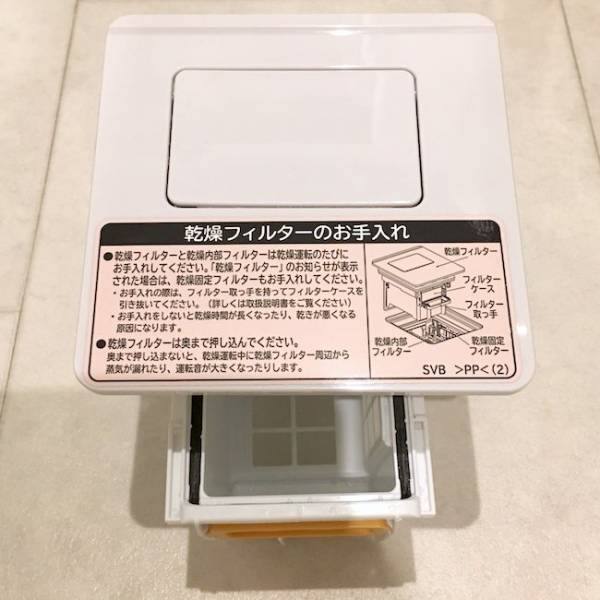 乾燥フィルターのお手入れ
●乾燥フィルターと乾燥内部フィルターは乾燥運転のたびに
お手入れしてください。「乾燥フィルター」のお知らせが表示
された場合は、乾燥固定フィルターもお手入れしてください。
・お手入れの際は、フィルター取っ手を持ってフィルターケースを
引き抜いてください。（詳しくは取扱説明書をご覧ください）
・お手入れをしないと乾燥時間が長くなったり、乾きが悪くなる
原因になります。
●乾燥フィルターは奥まで押し込んでください。
奥まで押し込まないと、乾燥運転中に乾燥フィルター周辺から
蒸気が漏れたり、運転音が大きくなったりします。
乾燥フィルター
フィルター
ケース
フィルター
取っ手
乾燥内部
フィルター
乾燥固定
フィルター
SVB >PP<(2)